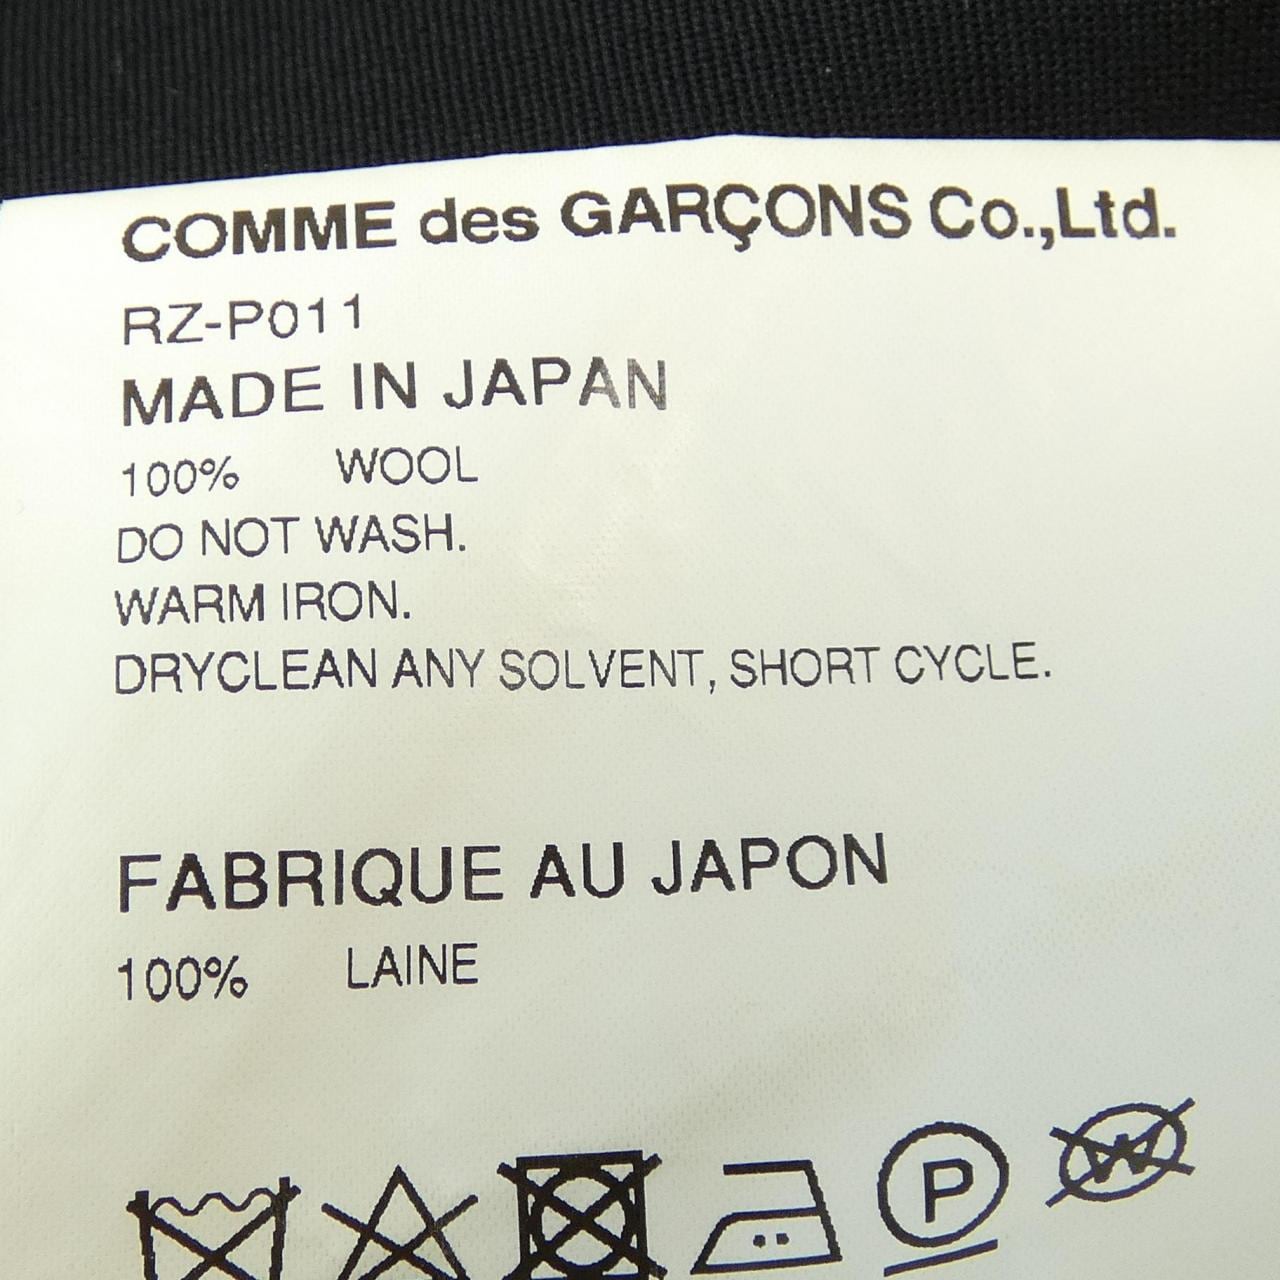 COMME des GARÇONS Co.,Ltd.
RZ-P011
MADE IN JAPAN
100% WOOL
DO NOT WASH.
WARM IRON.
DRYCLEAN ANY SOLVENT, SHORT CYCLE.
FABRIQUE AU JAPON
100% LAINE
P W